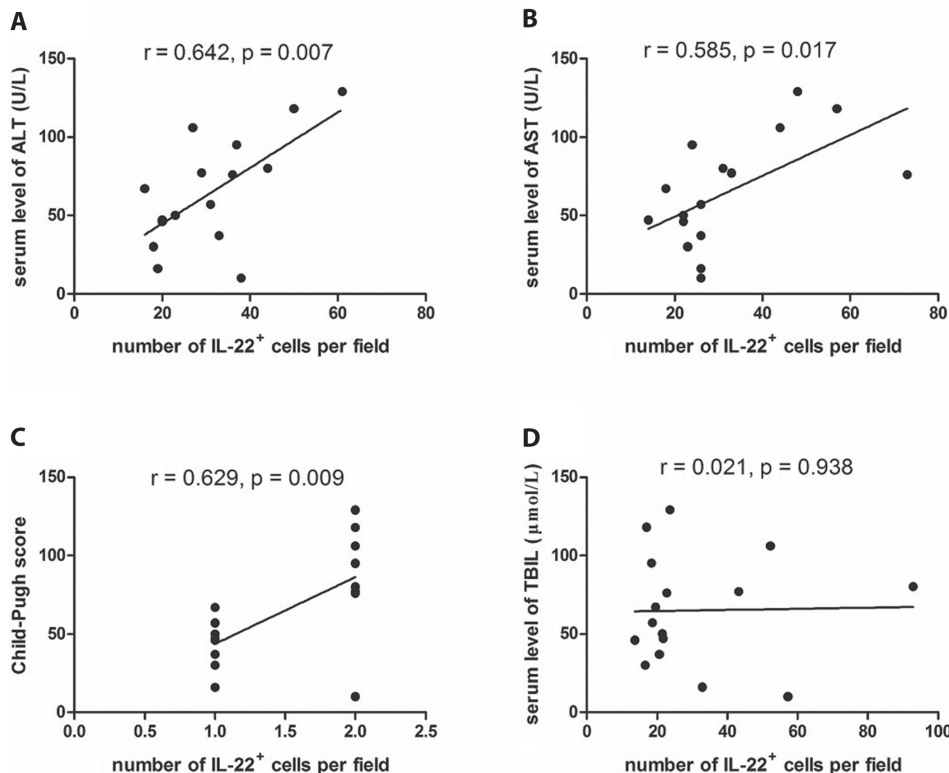 A
r = 0.642, p = 0.007
serum level of ALT (U/L)
150
100
50
0
0
20
40
60
80
number of IL-22⁺ cells per field
B
r = 0.585, p = 0.017
serum level of AST (U/L)
150
100
50
0
0
20
40
60
80
number of IL-22⁺ cells per field
C
r = 0.629, p = 0.009
Child-Pugh score
150
100
50
0
0.0
0.5
1.0
1.5
2.0
2.5
number of IL-22⁺ cells per field
D
r = 0.021, p = 0.938
serum level of TBIL (μmol/L)
150
100
50
0
0
20
40
60
80
100
number of IL-22⁺ cells per field